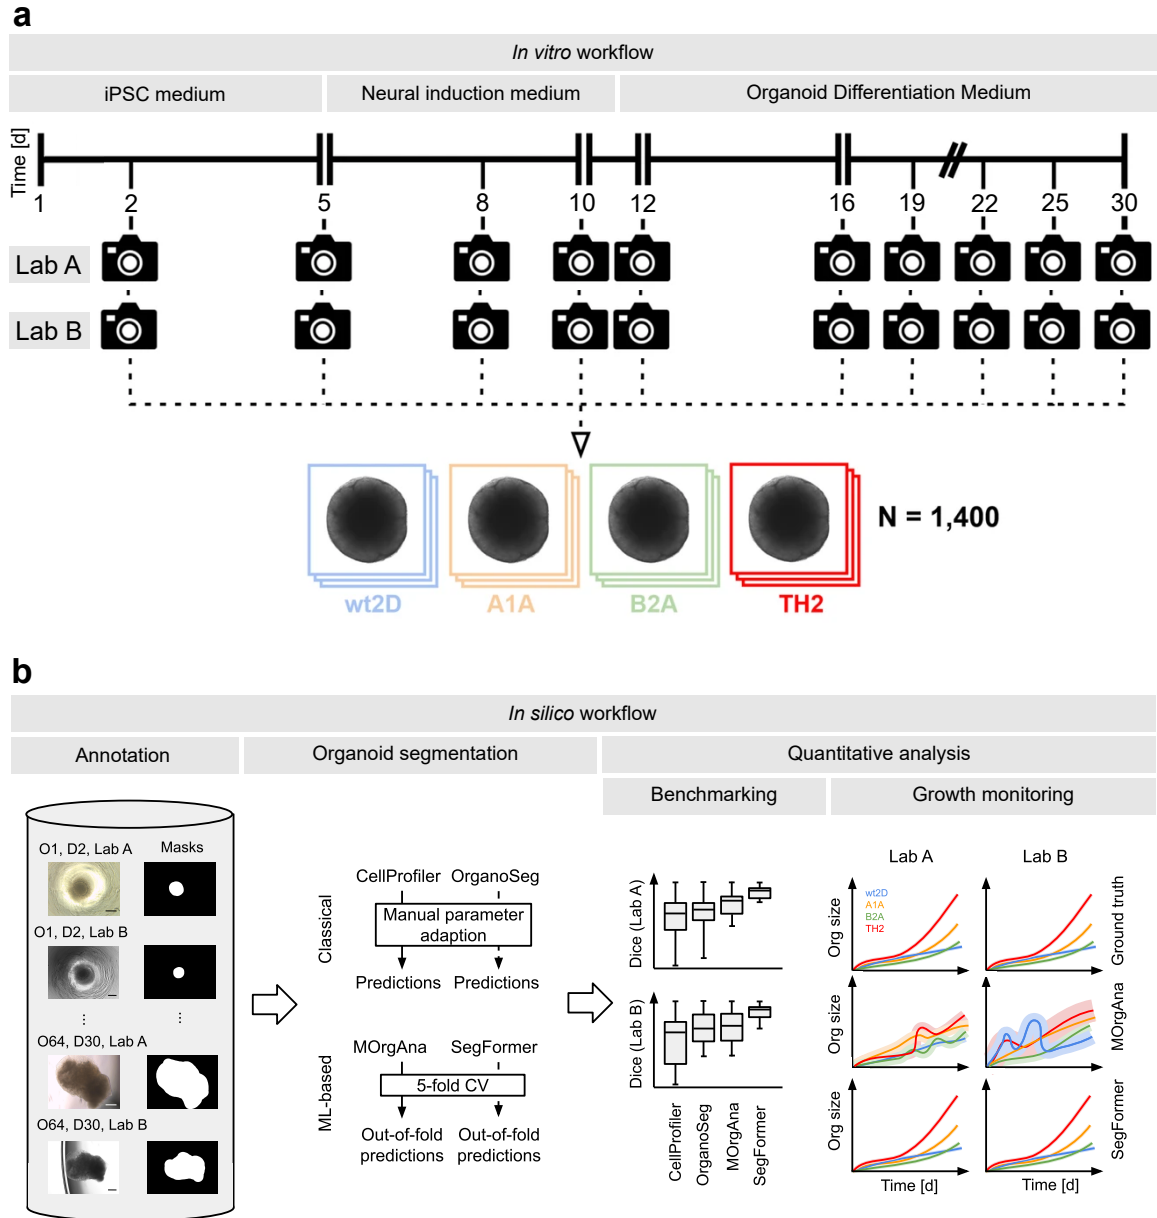 a
In vitro workflow
iPSC medium
Neural induction medium
Organoid Differentiation Medium
Time [d]
1 2 5 8 10 12 16 19 22 25 30
Lab A
Lab B
wt2D A1A B2A TH2
N = 1,400
b
In silico workflow
Annotation
Organoid segmentation
Quantitative analysis
Benchmarking
Growth monitoring
O1, D2, Lab A
Masks
O1, D2, Lab B
...
...
O64, D30, Lab A
O64, D30, Lab B
Classical
CellProfiler OrganoSeg
Manual parameter
adaption
Predictions Predictions
ML-based
MOrgAna SegFormer
5-fold CV
Out-of-fold
predictions
Out-of-fold
predictions
Dice (Lab A)
Dice (Lab B)
CellProfiler
OrganoSeg
MOrgAna
SegFormer
Lab A
Lab B
Org size
wt2D
A1A
B2A
TH2
Ground truth
Org size
MOrgAna
Org size
SegFormer
Time [d]
Time [d]